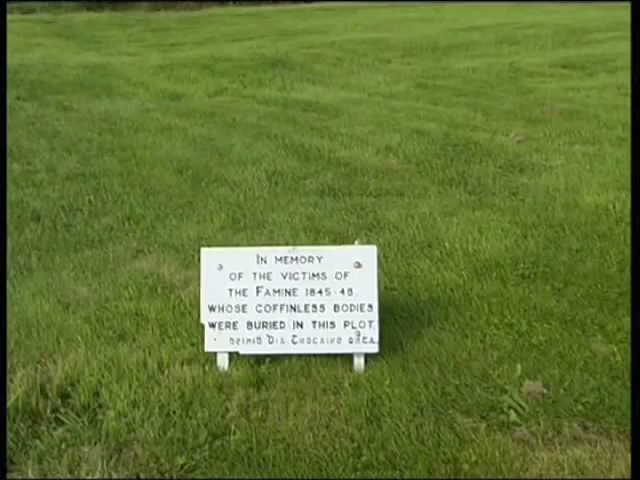 IN MEMORY
OF THE VICTIMS OF
THE FAMINE 1845-48,
WHOSE COFFINLESS BODIES
WERE BURIED IN THIS PLOT.
Dia Trocaire